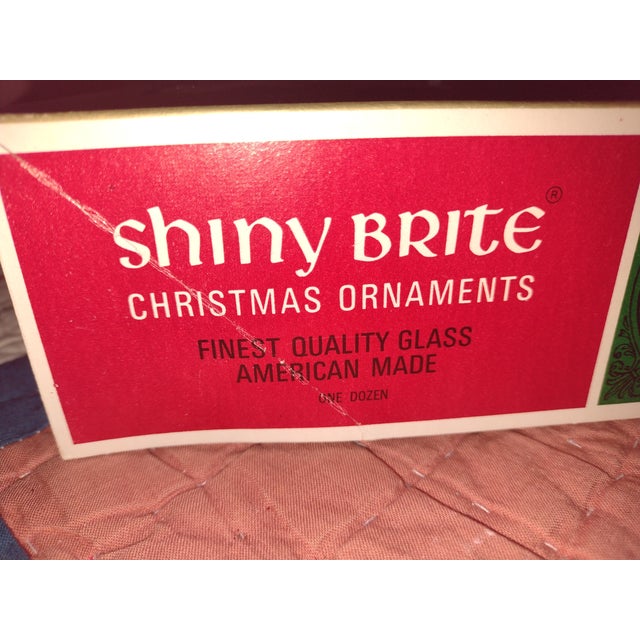 Shiny BRITE®
CHRISTMAS ORNAMENTS
FINEST QUALITY GLASS
AMERICAN MADE
ONE DOZEN